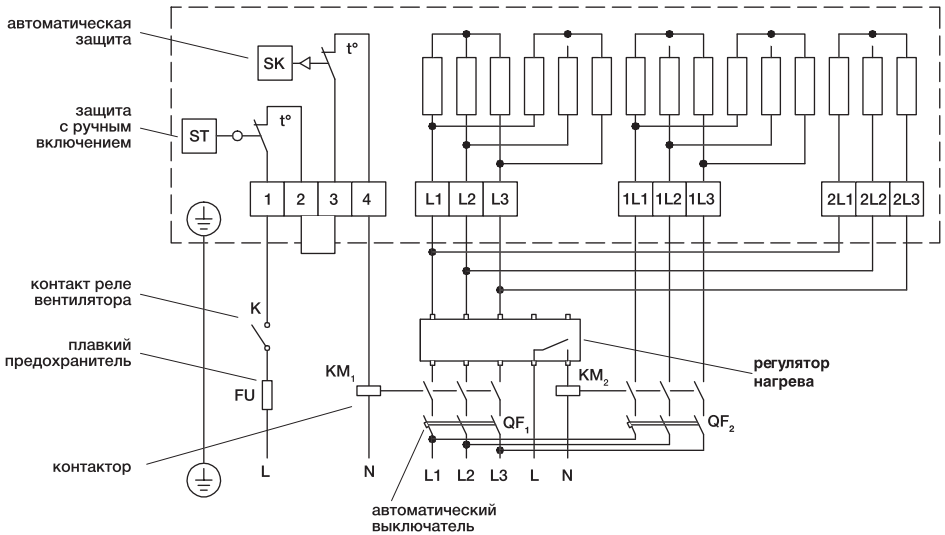 автоматическая
защита
SK
t°
защита
с ручным
включением
ST
t°
1 2 3 4
L1 L2 L3
1L1 1L2 1L3
2L1 2L2 2L3
контакт реле
вентилятора
K
плавкий
предохранитель
FU
KM1
KM2
регулятор
нагрева
QF1
QF2
контактор
L N L1 L2 L3 L N
автоматический
выключатель